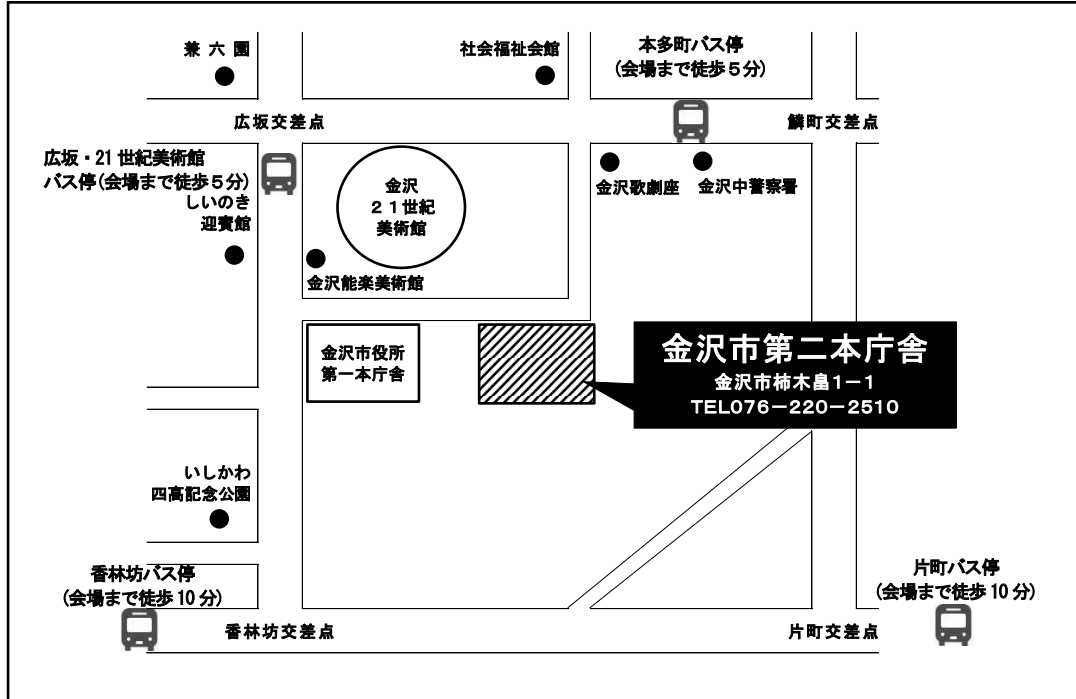 兼六園
社会福祉会館
本多町バス停
(会場まで徒歩5分)
広坂交差点
鱗町交差点
広坂・21世紀美術館
バス停(会場まで徒歩5分)
しいのき
迎賓館
金沢
21世紀
美術館
金沢歌劇座
金沢中警察署
金沢能楽美術館
金沢市役所
第一本庁舎
金沢市第二本庁舎
金沢市柿木畠1-1
TEL076-220-2510
いしかわ
四高記念公園
香林坊バス停
(会場まで徒歩10分)
片町バス停
(会場まで徒歩10分)
香林坊交差点
片町交差点